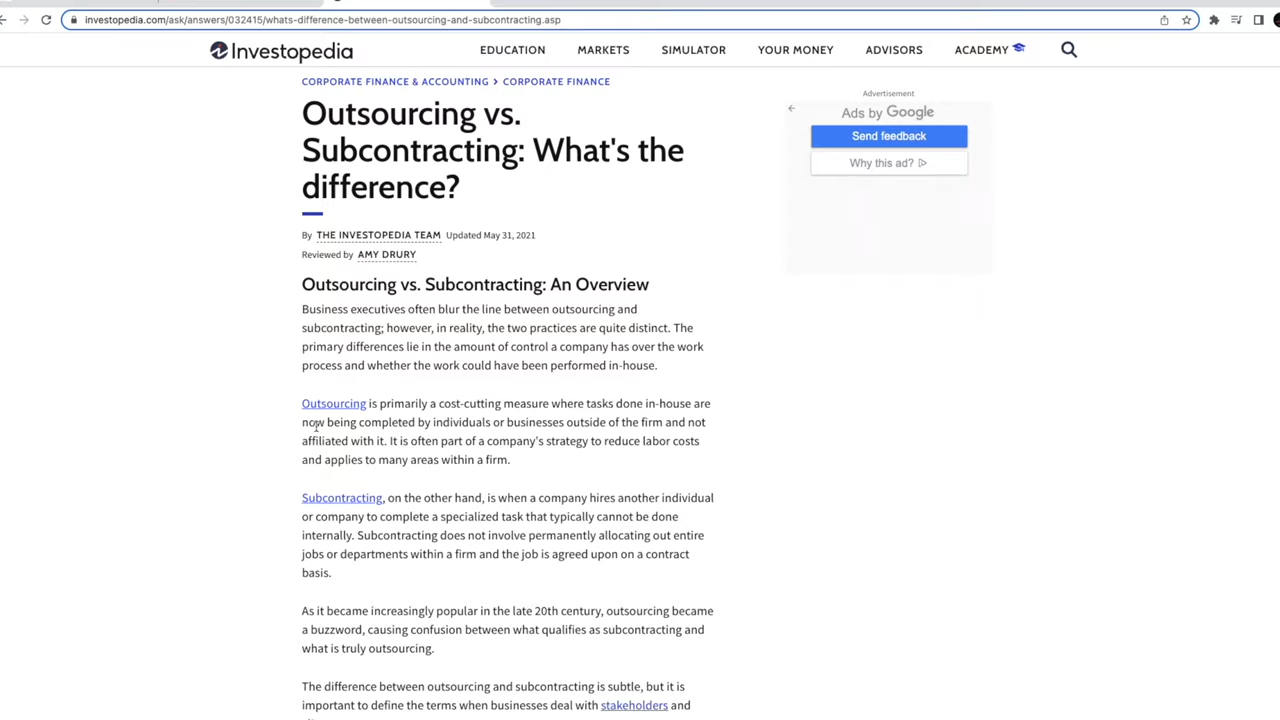 investopedia.com/ask/answers/032415/whats-difference-between-outsourcing-and-subcontracting.asp
Investopedia
EDUCATION MARKETS SIMULATOR YOUR MONEY ADVISORS ACADEMY
CORPORATE FINANCE & ACCOUNTING > CORPORATE FINANCE
Advertisement
Ads by Google
Send feedback
Why this ad?
Outsourcing vs.
Subcontracting: What's the
difference?
By THE INVESTOPEDIA TEAM Updated May 31, 2021
Reviewed by AMY DRURY
Outsourcing vs. Subcontracting: An Overview
Business executives often blur the line between outsourcing and
subcontracting; however, in reality, the two practices are quite distinct. The
primary differences lie in the amount of control a company has over the work
process and whether the work could have been performed in-house.
Outsourcing is primarily a cost-cutting measure where tasks done in-house are
now being completed by individuals or businesses outside of the firm and not
affiliated with it. It is often part of a company's strategy to reduce labor costs
and applies to many areas within a firm.
Subcontracting, on the other hand, is when a company hires another individual
or company to complete a specialized task that typically cannot be done
internally. Subcontracting does not involve permanently allocating out entire
jobs or departments within a firm and the job is agreed upon on a contract
basis.
As it became increasingly popular in the late 20th century, outsourcing became
a buzzword, causing confusion between what qualifies as subcontracting and
what is truly outsourcing.
The difference between outsourcing and subcontracting is subtle, but it is
important to define the terms when businesses deal with stakeholders and